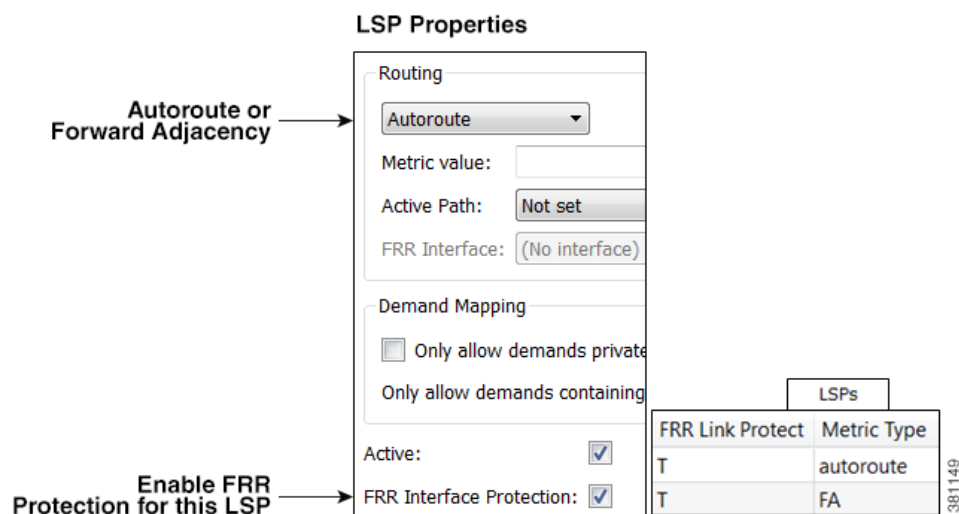 LSP Properties
Routing
Autoroute or
Forward Adjacency
Autoroute
Metric value:
Active Path: Not set
FRR Interface: (No interface)
Demand Mapping
Only allow demands private
Only allow demands containing
Active:
Enable FRR
Protection for this LSP
FRR Interface Protection:
LSPs
FRR Link Protect Metric Type
T autoroute
T FA
381149